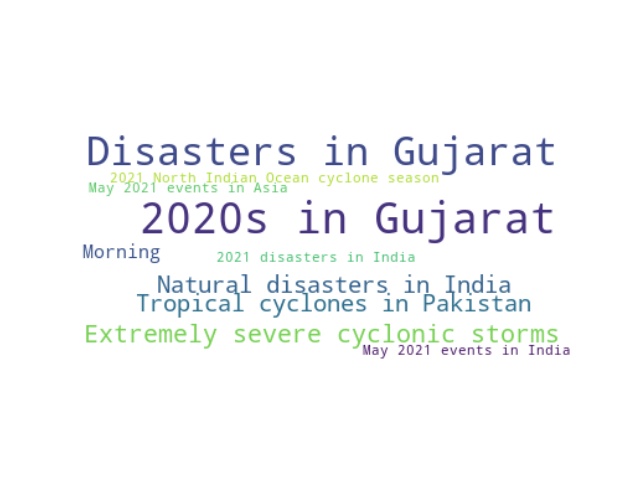 Disasters in Gujarat
2021 North Indian Ocean cyclone season
May 2021 events in Asia
2020s in Gujarat
Morning
2021 disasters in India
Natural disasters in India
Tropical cyclones in Pakistan
Extremely severe cyclonic storms
May 2021 events in India